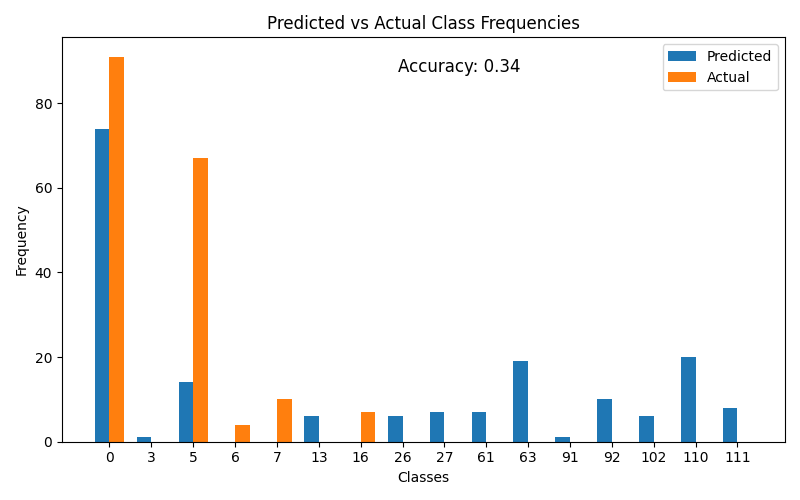 Predicted vs Actual Class Frequencies
Accuracy: 0.34
Predicted
Actual
Frequency
80
60
40
20
0
0 3 5 6 7 13 16 26 27 61 63 91 92 102 110 111
Classes